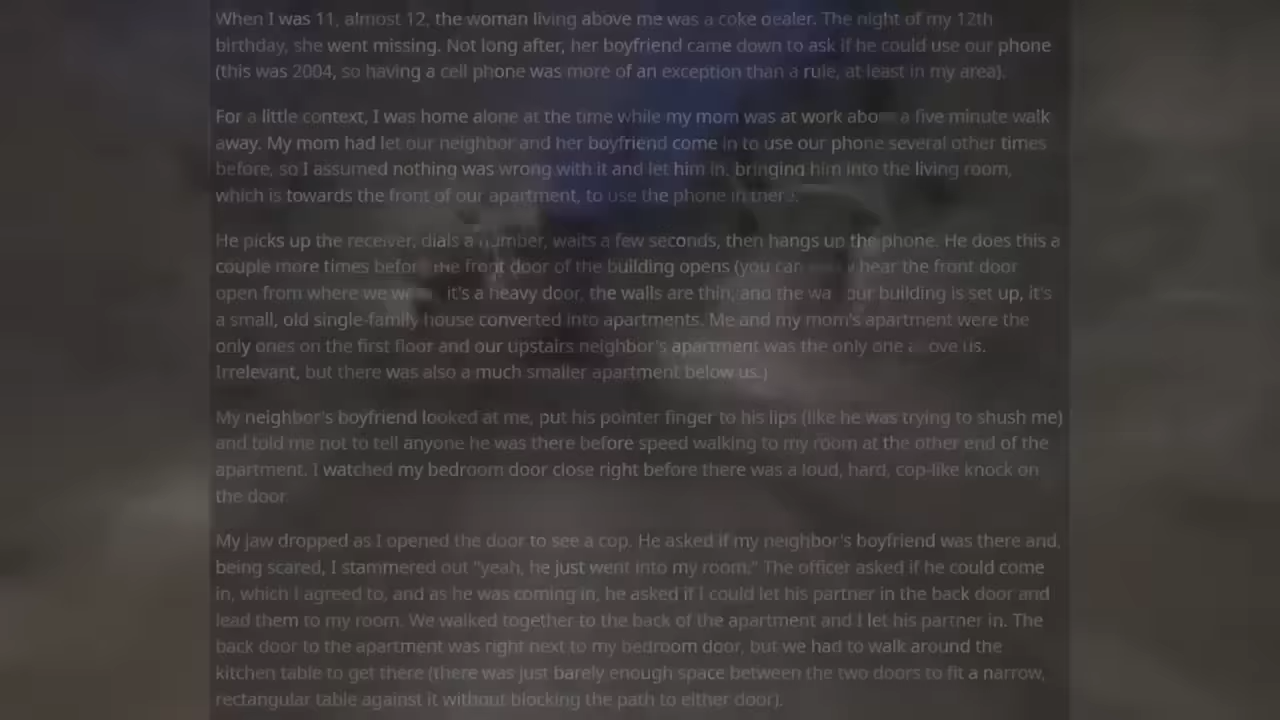 When I was 11, almost 12, the woman living above me was a coke dealer. The night of my 12th
birthday, she went missing. Not long after, her boyfriend came down to ask if he could use our phone
(this was 2004, so having a cell phone was more of an exception than a rule, at least in my area).
For a little context, I was home alone at the time while my mom was at work about a five minute walk
away. My mom had let our neighbor and her boyfriend come in to use our phone several other times
before, so I assumed nothing was wrong with it and let him in, bringing him into the living room,
which is towards the front of our apartment, to use the phone in there.
He picks up the receiver, dials a number, waits a few seconds, then hangs up the phone. He does this a
couple more times before the front door of the building opens (you can hear the front door
open from where we it's a heavy door, the walls are thin, and the way our building is set up, it's
a small, old single-family house converted into apartments. Me and my mom's apartment were the
only ones on the first floor and our upstairs neighbor's apartment was the only one above us.
Irrelevant, but there was also a much smaller apartment below us.)
My neighbor's boyfriend looked at me, put his pointer finger to his lips (like he was trying to shush me)
and told me not to tell anyone he was there before speed walking to my room at the other end of the
apartment. I watched my bedroom door close right before there was a loud, hard, cop-like knock on
the door.
My jaw dropped as I opened the door to see a cop. He asked if my neighbor's boyfriend was there and,
being scared, I stammered out "yeah, he just went into my room." The officer asked if he could come
in, which I agreed to, and as he was coming in, he asked if I could let his partner in the back door and
lead them to my room. We walked together to the back of the apartment and I let his partner in. The
back door to the apartment was right next to my bedroom door, but we had to walk around the
kitchen table to get there (there was just barely enough space between the two doors to fit a narrow,
rectangular table against it without blocking the path to either door).